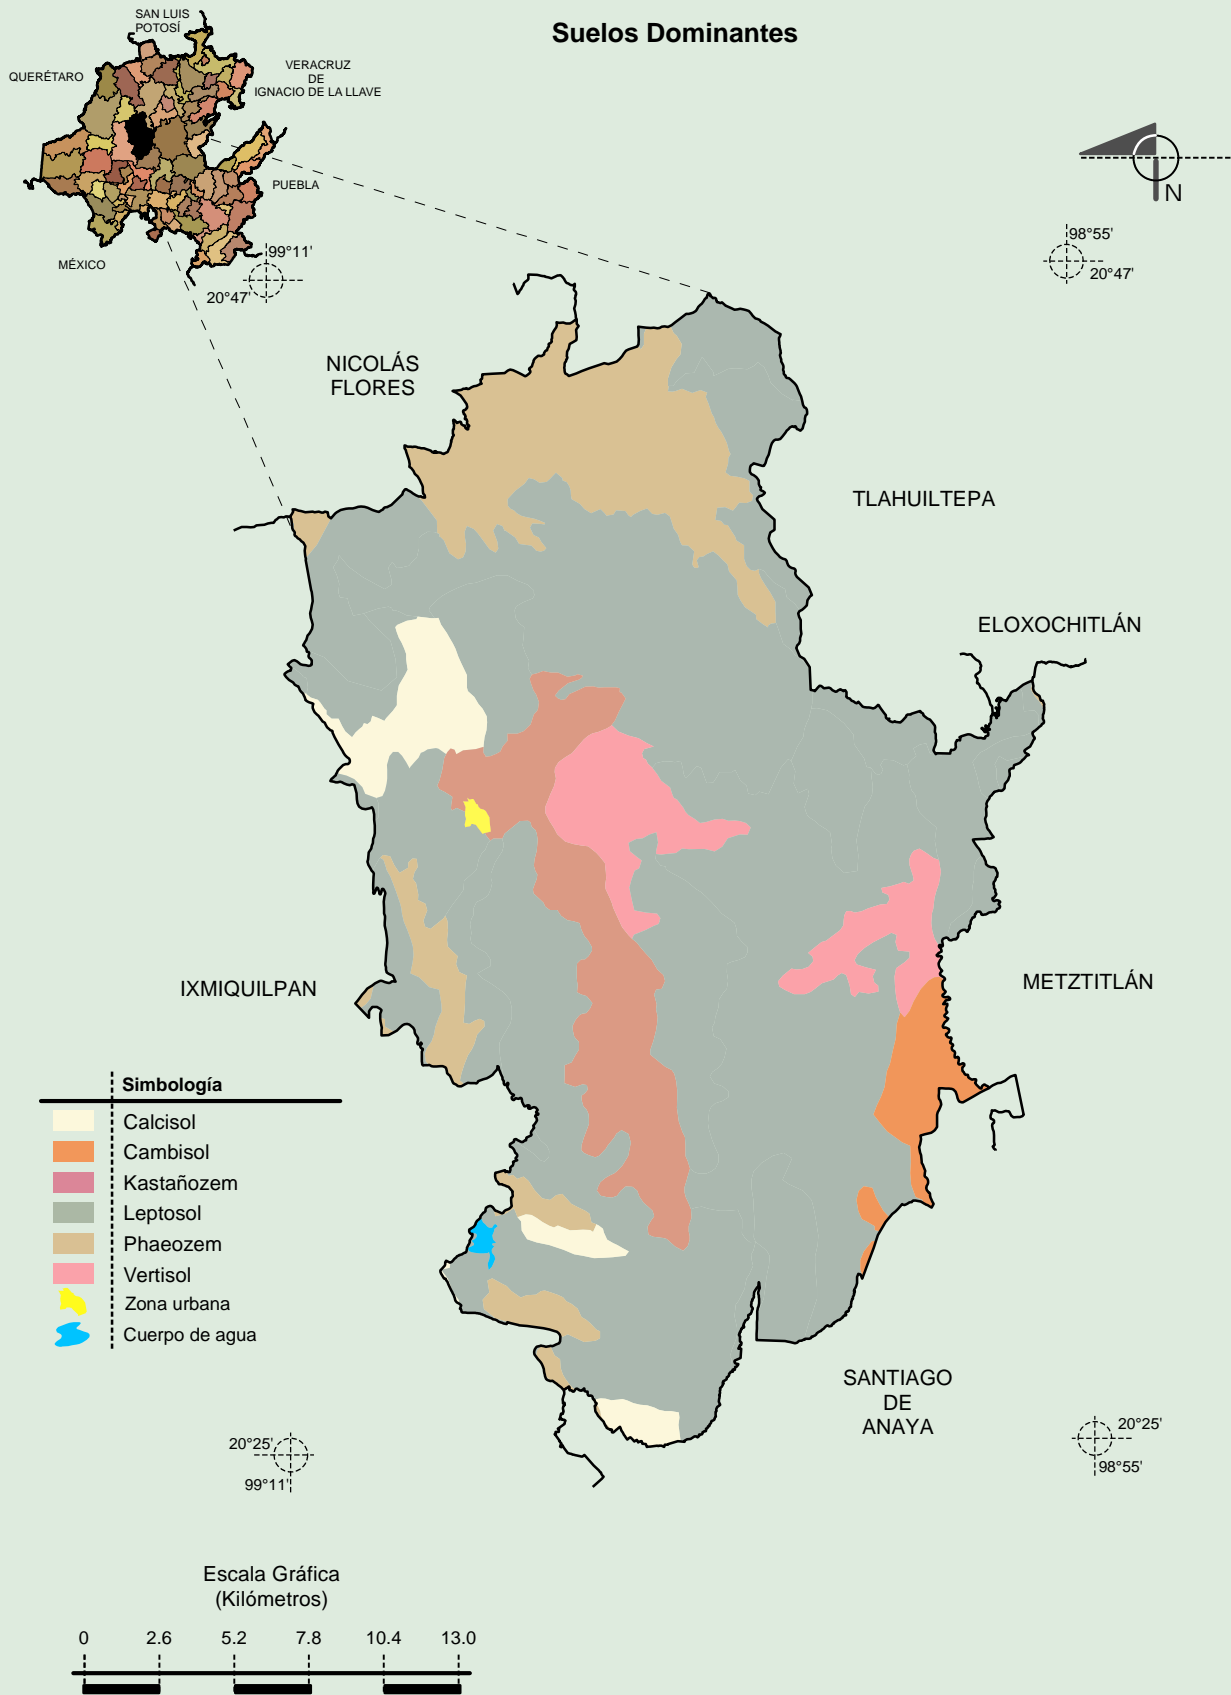 Suelos Dominantes
SAN LUIS
POTOSÍ
QUERÉTARO
VERACRUZ
DE
IGNACIO DE LA LLAVE
PUEBLA
MÉXICO
N
99°11'
20°47'
98°55'
20°47'
NICOLÁS
FLORES
TLAHUILTEPA
ELOXOCHITLÁN
IXMIQUILPAN
METZTITLÁN
SANTIAGO
DE
ANAYA
Simbología
Calcisol
Cambisol
Kastañozem
Leptosol
Phaeozem
Vertisol
Zona urbana
Cuerpo de agua
20°25'
99°11'
20°25'
98°55'
Escala Gráfica
(Kilómetros)
0 2.6 5.2 7.8 10.4 13.0